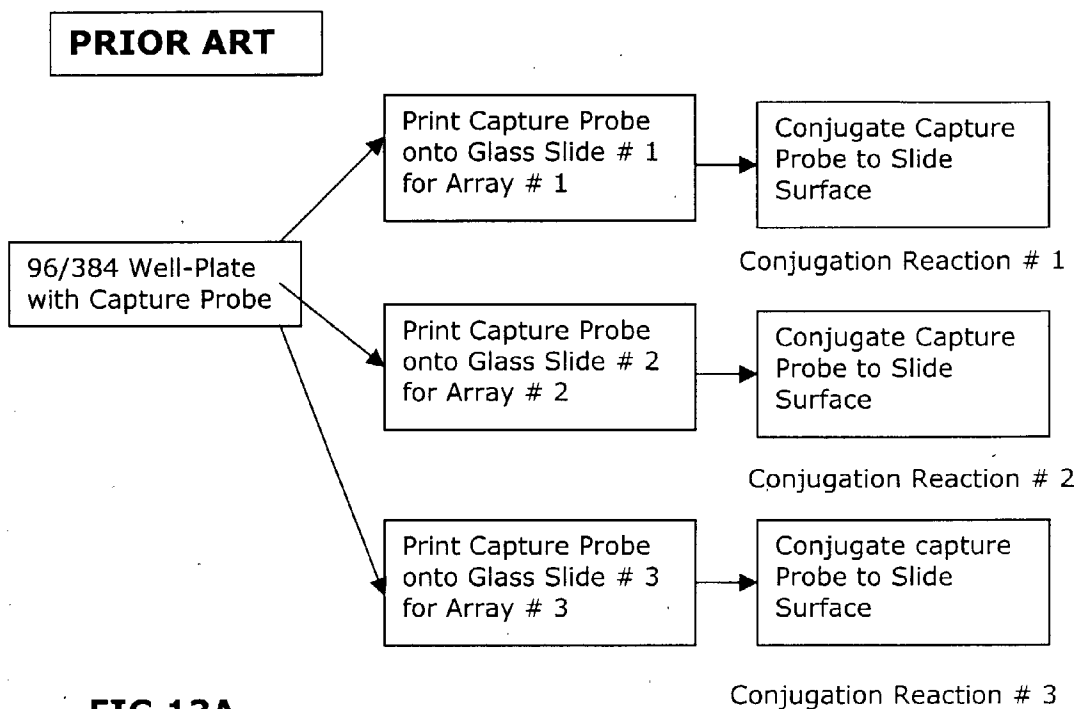 PRIOR ART
Print Capture Probe
onto Glass Slide # 1
for Array # 1
Conjugate Capture
Probe to Slide
Surface
Conjugation Reaction # 1
96/384 Well-Plate
with Capture Probe
Print Capture Probe
onto Glass Slide # 2
for Array # 2
Conjugate Capture
Probe to Slide
Surface
Conjugation Reaction # 2
Print Capture Probe
onto Glass Slide # 3
for Array # 3
Conjugate capture
Probe to Slide
Surface
Conjugation Reaction # 3
FIG 13A